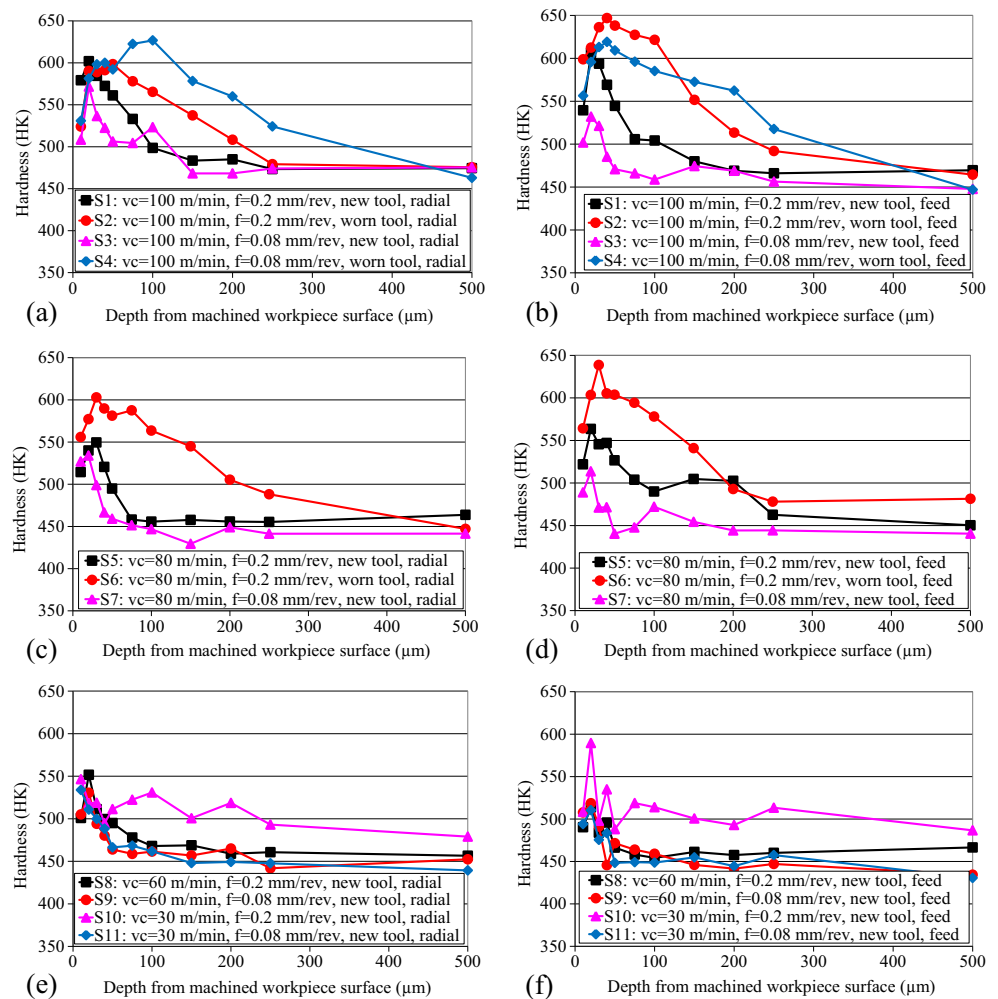 650
600
550
500
450
400
350
Hardness (HK)
S1: vc=100 m/min, f=0.2 mm/rev, new tool, radial
S2: vc=100 m/min, f=0.2 mm/rev, worn tool, radial
S3: vc=100 m/min, f=0.08 mm/rev, new tool, radial
S4: vc=100 m/min, f=0.08 mm/rev, worn tool, radial
0 100 200 300 400 500
(a) Depth from machined workpiece surface (µm)
650
600
550
500
450
400
350
Hardness (HK)
S1: vc=100 m/min, f=0.2 mm/rev, new tool, feed
S2: vc=100 m/min, f=0.2 mm/rev, worn tool, feed
S3: vc=100 m/min, f=0.08 mm/rev, new tool, feed
S4: vc=100 m/min, f=0.08 mm/rev, worn tool, feed
0 100 200 300 400 500
(b) Depth from machined workpiece surface (µm)
650
600
550
500
450
400
350
Hardness (HK)
S5: vc=80 m/min, f=0.2 mm/rev, new tool, radial
S6: vc=80 m/min, f=0.2 mm/rev, worn tool, radial
S7: vc=80 m/min, f=0.08 mm/rev, new tool, radial
0 100 200 300 400 500
(c) Depth from machined workpiece surface (µm)
650
600
550
500
450
400
350
Hardness (HK)
S5: vc=80 m/min, f=0.2 mm/rev, new tool, feed
S6: vc=80 m/min, f=0.2 mm/rev, worn tool, feed
S7: vc=80 m/min, f=0.08 mm/rev, new tool, feed
0 100 200 300 400 500
(d) Depth from machined workpiece surface (µm)
650
600
550
500
450
400
350
Hardness (HK)
S8: vc=60 m/min, f=0.2 mm/rev, new tool, radial
S9: vc=60 m/min, f=0.08 mm/rev, new tool, radial
S10: vc=30 m/min, f=0.2 mm/rev, new tool, radial
S11: vc=30 m/min, f=0.08 mm/rev, new tool, radial
0 100 200 300 400 500
(e) Depth from machined workpiece surface (µm)
650
600
550
500
450
400
350
Hardness (HK)
S8: vc=60 m/min, f=0.2 mm/rev, new tool, feed
S9: vc=60 m/min, f=0.08 mm/rev, new tool, feed
S10: vc=30 m/min, f=0.2 mm/rev, new tool, feed
S11: vc=30 m/min, f=0.08 mm/rev, new tool, feed
0 100 200 300 400 500
(f) Depth from machined workpiece surface (µm)